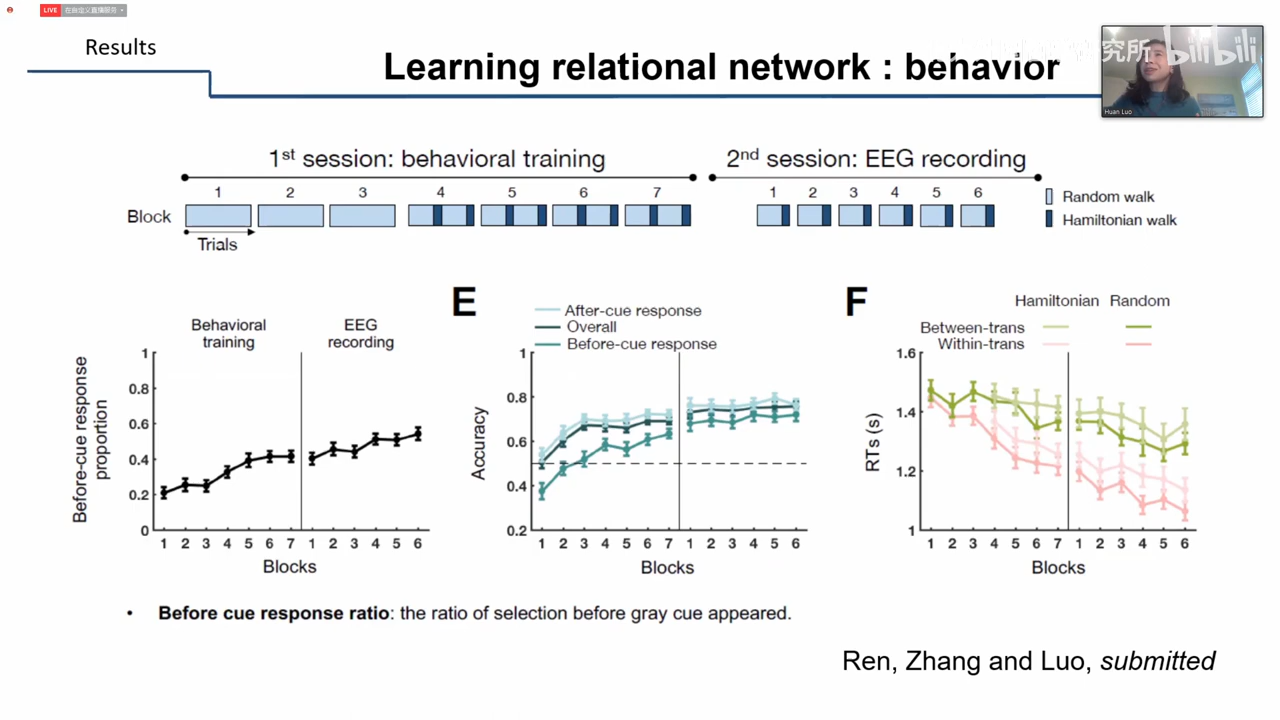 LIVE 在自定义直播服务
Results
Learning relational network : behavior
究所 bilibili
Huan Luo
1st session: behavioral training
2nd session: EEG recording
1 2 3 4 5 6 7
1 2 3 4 5 6
Block
Trials
Random walk
Hamiltonian walk
Behavioral training
EEG recording
Before-cue response proportion
1
0.8
0.6
0.4
0.2
0
1 2 3 4 5 6 7 1 2 3 4 5 6
Blocks
E
After-cue response
Overall
Before-cue response
Accuracy
1
0.8
0.6
0.4
0.2
1 2 3 4 5 6 7 1 2 3 4 5 6
Blocks
F
Hamiltonian Random
Between-trans
Within-trans
RTs (s)
1.6
1.4
1.2
1
1 2 3 4 5 6 7 1 2 3 4 5 6
Blocks
• Before cue response ratio: the ratio of selection before gray cue appeared.
Ren, Zhang and Luo, submitted